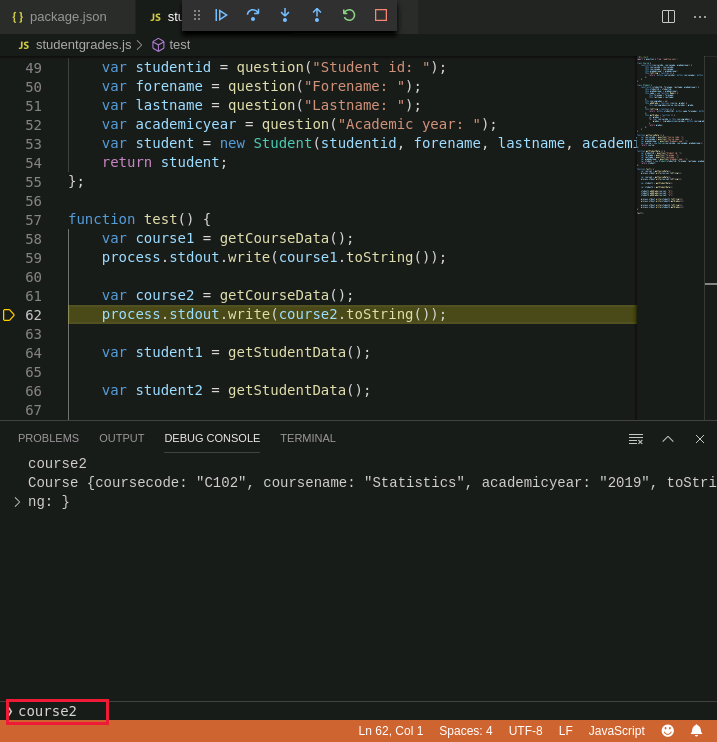 {} package.json
JS stu
JS studentgrades.js > test
49 var studentid = question("Student id: ");
50 var forename = question("Forename: ");
51 var lastname = question("Lastname: ");
52 var academicyear = question("Academic year: ");
53 var student = new Student(studentid, forename, lastname, academi
54 return student;
55 };
56
57 function test() {
58 var course1 = getCourseData();
59 process.stdout.write(course1.toString());
60
61 var course2 = getCourseData();
62 process.stdout.write(course2.toString());
63
64 var student1 = getStudentData();
65
66 var student2 = getStudentData();
67
PROBLEMS OUTPUT DEBUG CONSOLE TERMINAL
course2
Course {coursecode: "C102", coursename: "Statistics", academicyear: "2019", toStri
> ng: }
course2
Ln 62, Col 1 Spaces: 4 UTF-8 LF JavaScript